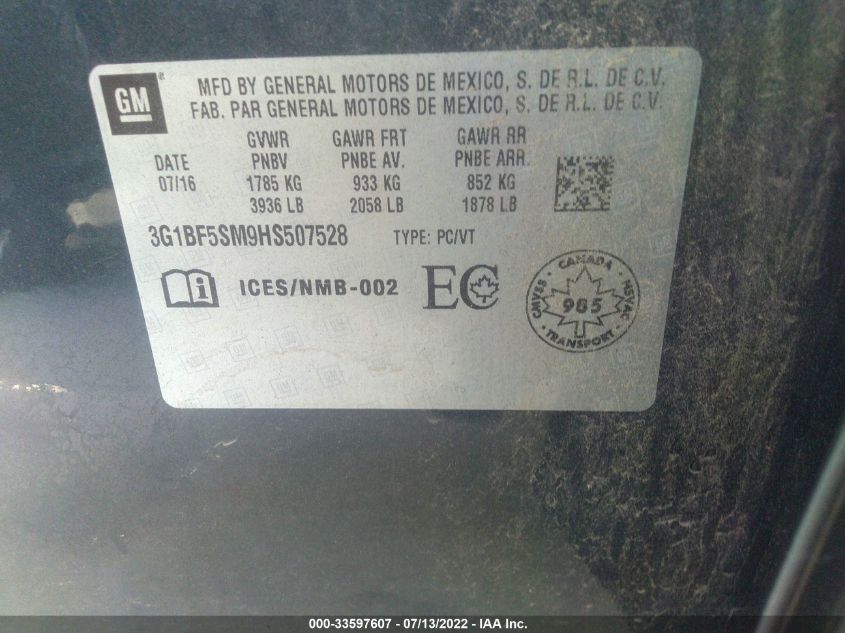 GM
MFD BY GENERAL MOTORS DE MEXICO, S. DE R.L. DE C.V.
FAB. PAR GENERAL MOTORS DE MEXICO, S. DE R.L. DE C.V.
GVWR GAWR FRT GAWR RR
DATE PNBV PNBE AV. PNBE ARR.
07/16 1785 KG 933 KG 852 KG
3936 LB 2058 LB 1878 LB
3G1BF5SM9HS507528 TYPE: PC/VT
i ICES/NMB-002 EC
CANADA
CMVSS 985 NSVAC
TRANSPORT
000-33597607 - 07/13/2022 - IAA Inc.